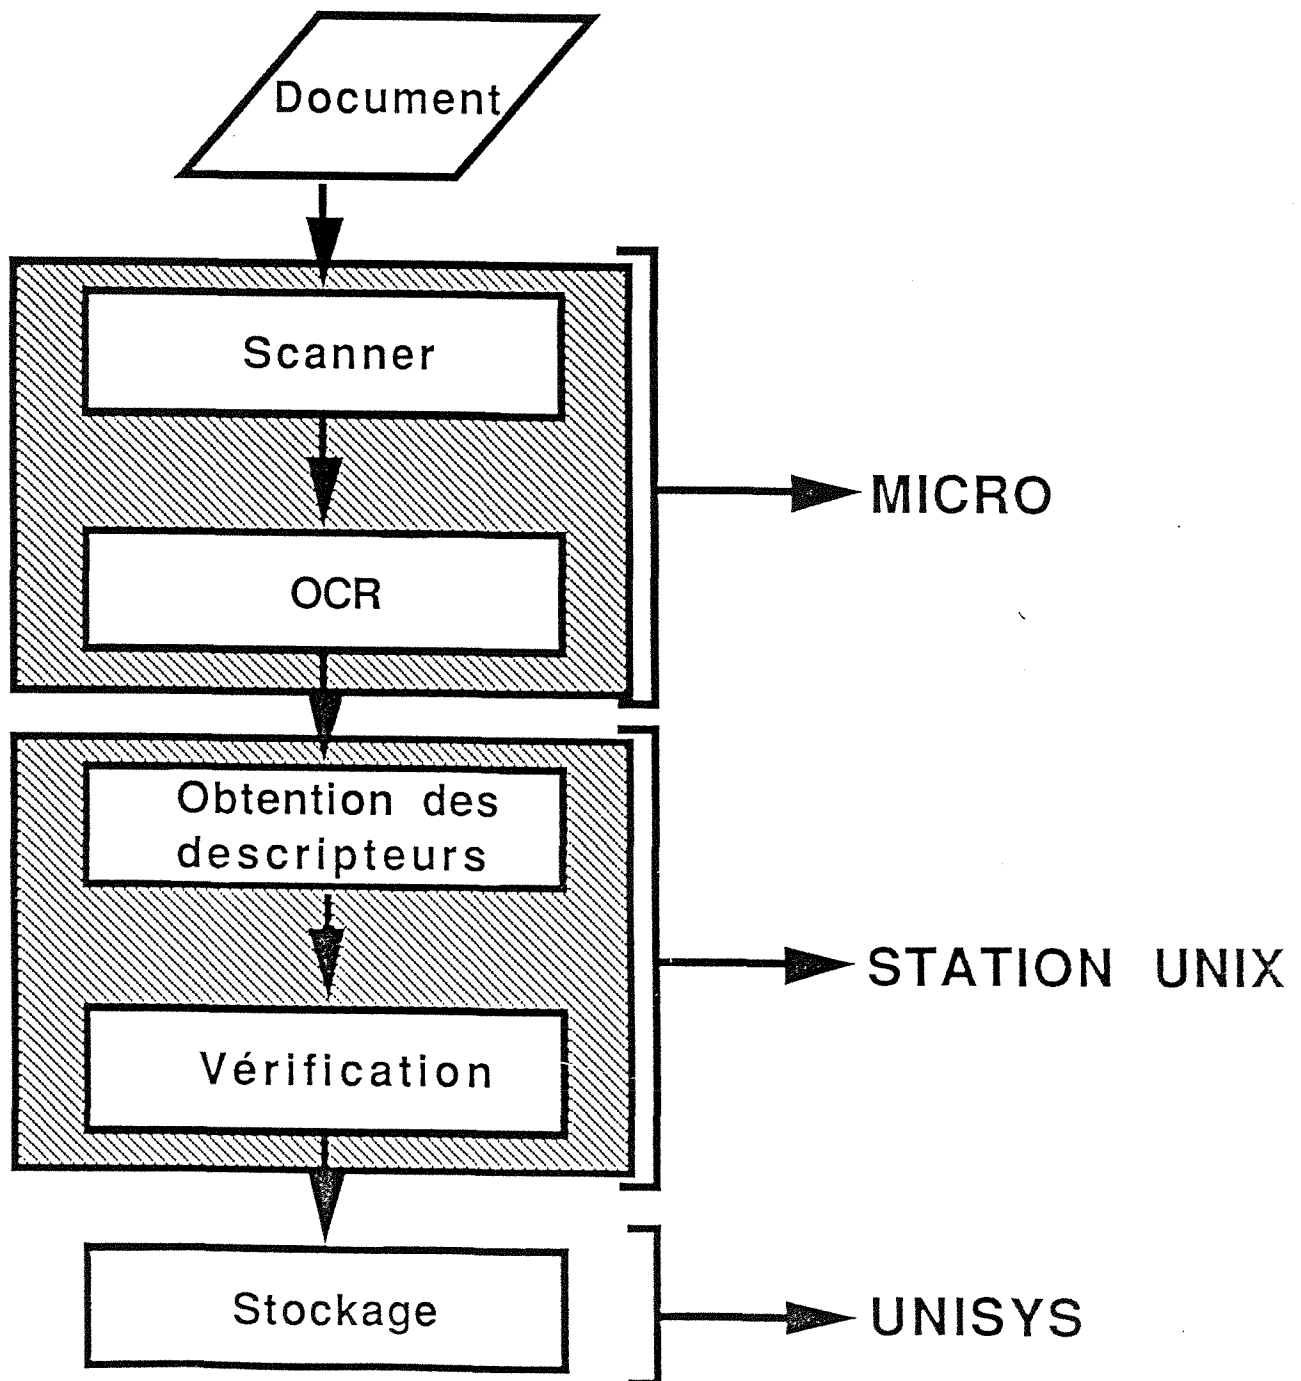 Document
Scanner
MICRO
OCR
Obtention des
descripteurs
STATION UNIX
Vérification
Stockage
UNISYS